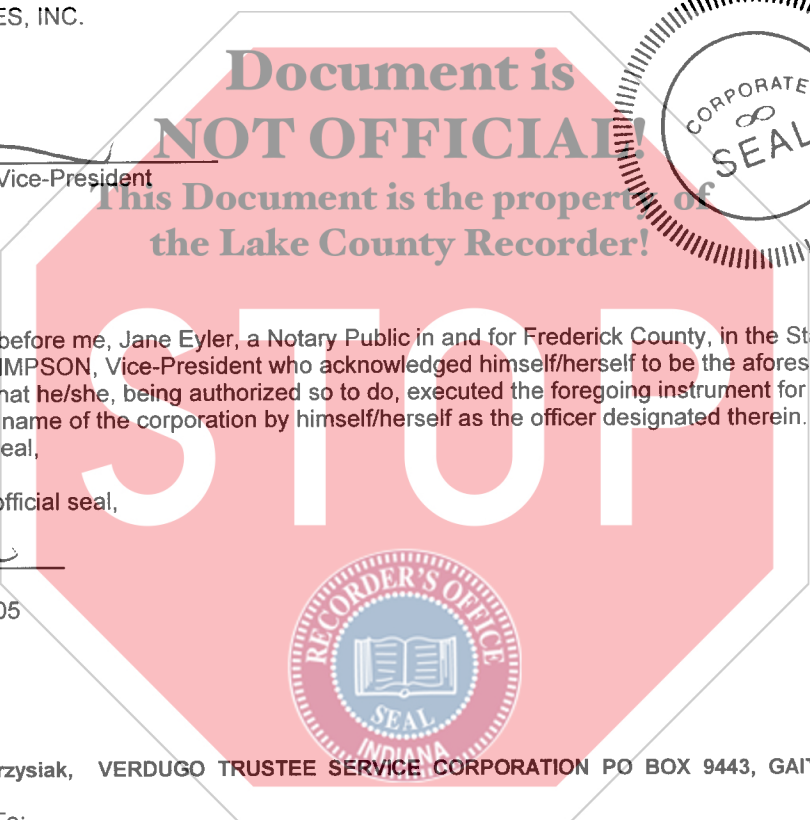 ES, INC.
Document is
NOT OFFICIAL!
Vice-President
This Document is the property of
the Lake County Recorder!
CORPORATE
SEAL
before me, Jane Eyler, a Notary Public in and for Frederick County, in the St
IMPSON, Vice-President who acknowledged himself/herself to be the afores
hat he/she, being authorized so to do, executed the foregoing instrument for
name of the corporation by himself/herself as the officer designated therein.
eal,
STOP
official seal,
05
RECORDER'S OFFICE
SEAL
INDIANA
rzysiak, VERDUGO TRUSTEE SERVICE CORPORATION PO BOX 9443, GAIT
To: